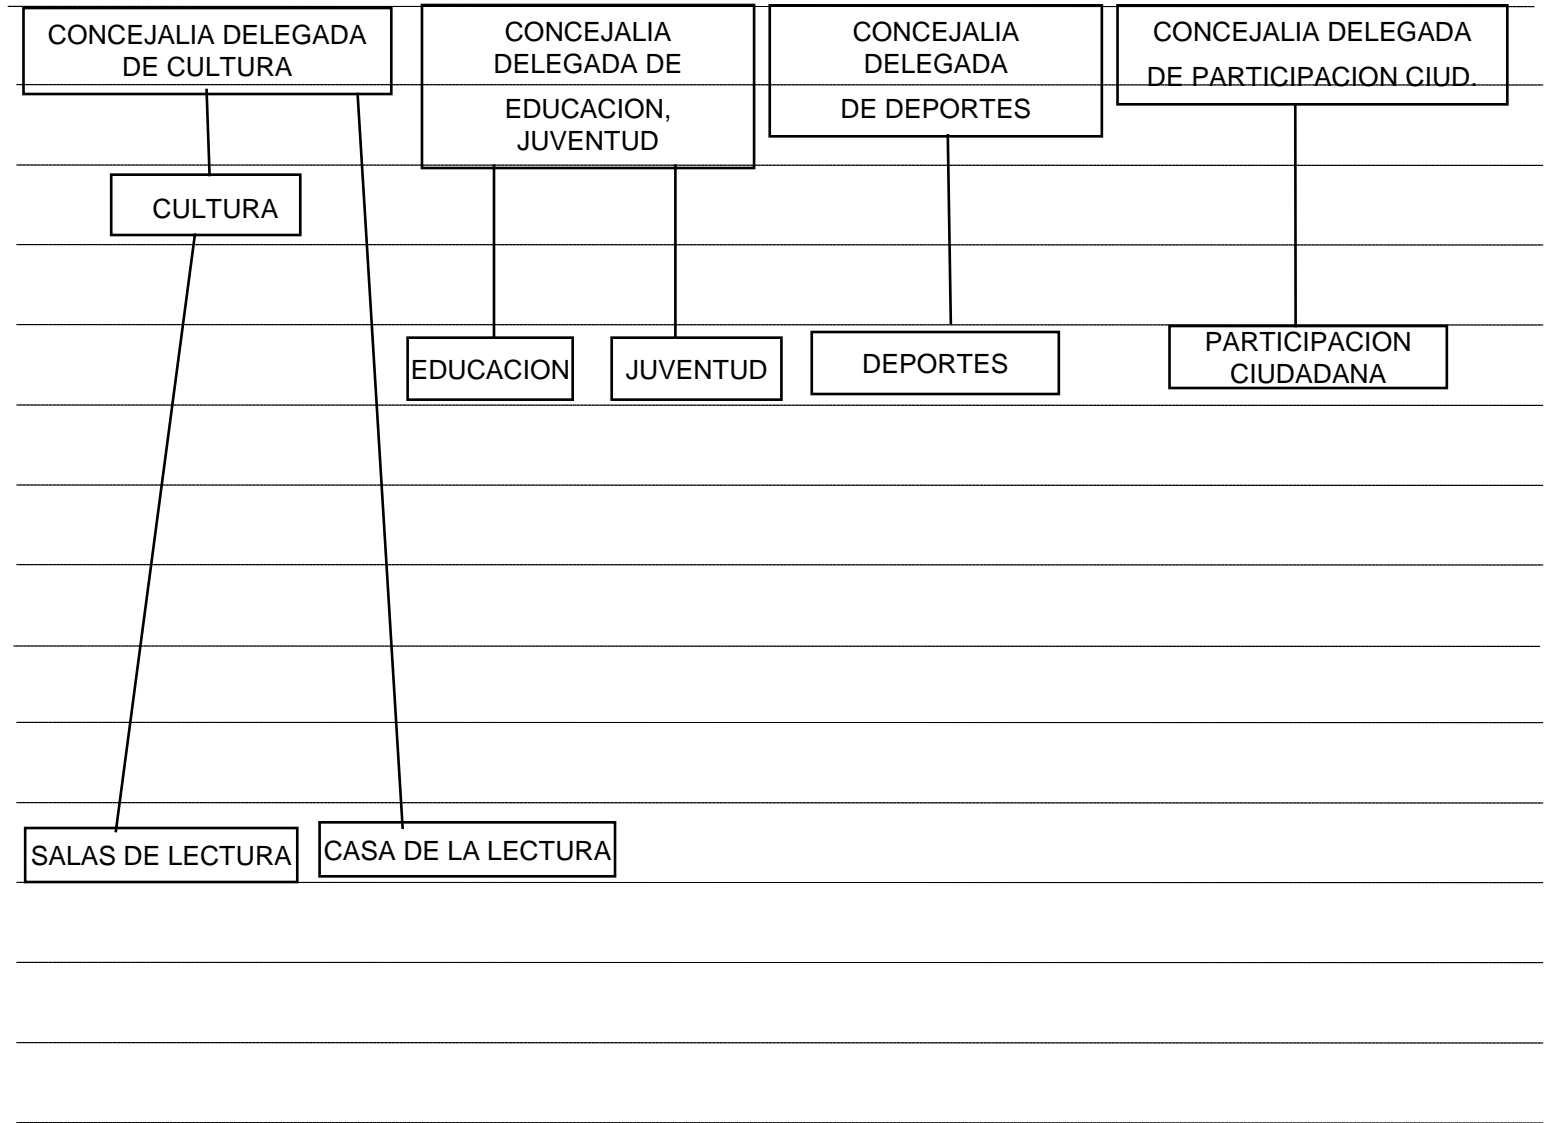 CONCEJALIA DELEGADA
DE CULTURA
CONCEJALIA
DELEGADA DE
EDUCACION,
JUVENTUD
CONCEJALIA
DELEGADA
DE DEPORTES
CONCEJALIA DELEGADA
DE PARTICIPACION CIUD.
CULTURA
EDUCACION
JUVENTUD
DEPORTES
PARTICIPACION
CIUDADANA
SALAS DE LECTURA
CASA DE LA LECTURA